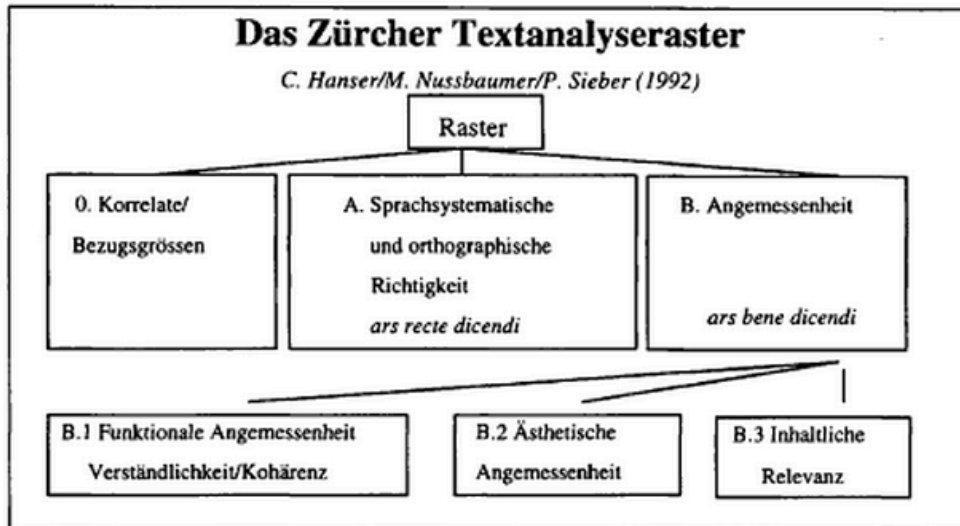 Das Zürcher Textanalyseraster
C. Hanser/M. Nussbaumer/P. Sieber (1992)
Raster
0. Korrelate/
Bezugsgrössen
A. Sprachsystematische
und orthographische
Richtigkeit
ars recte dicendi
B. Angemessenheit
ars bene dicendi
B.1 Funktionale Angemessenheit
Verständlichkeit/Kohärenz
B.2 Ästhetische
Angemessenheit
B.3 Inhaltliche
Relevanz